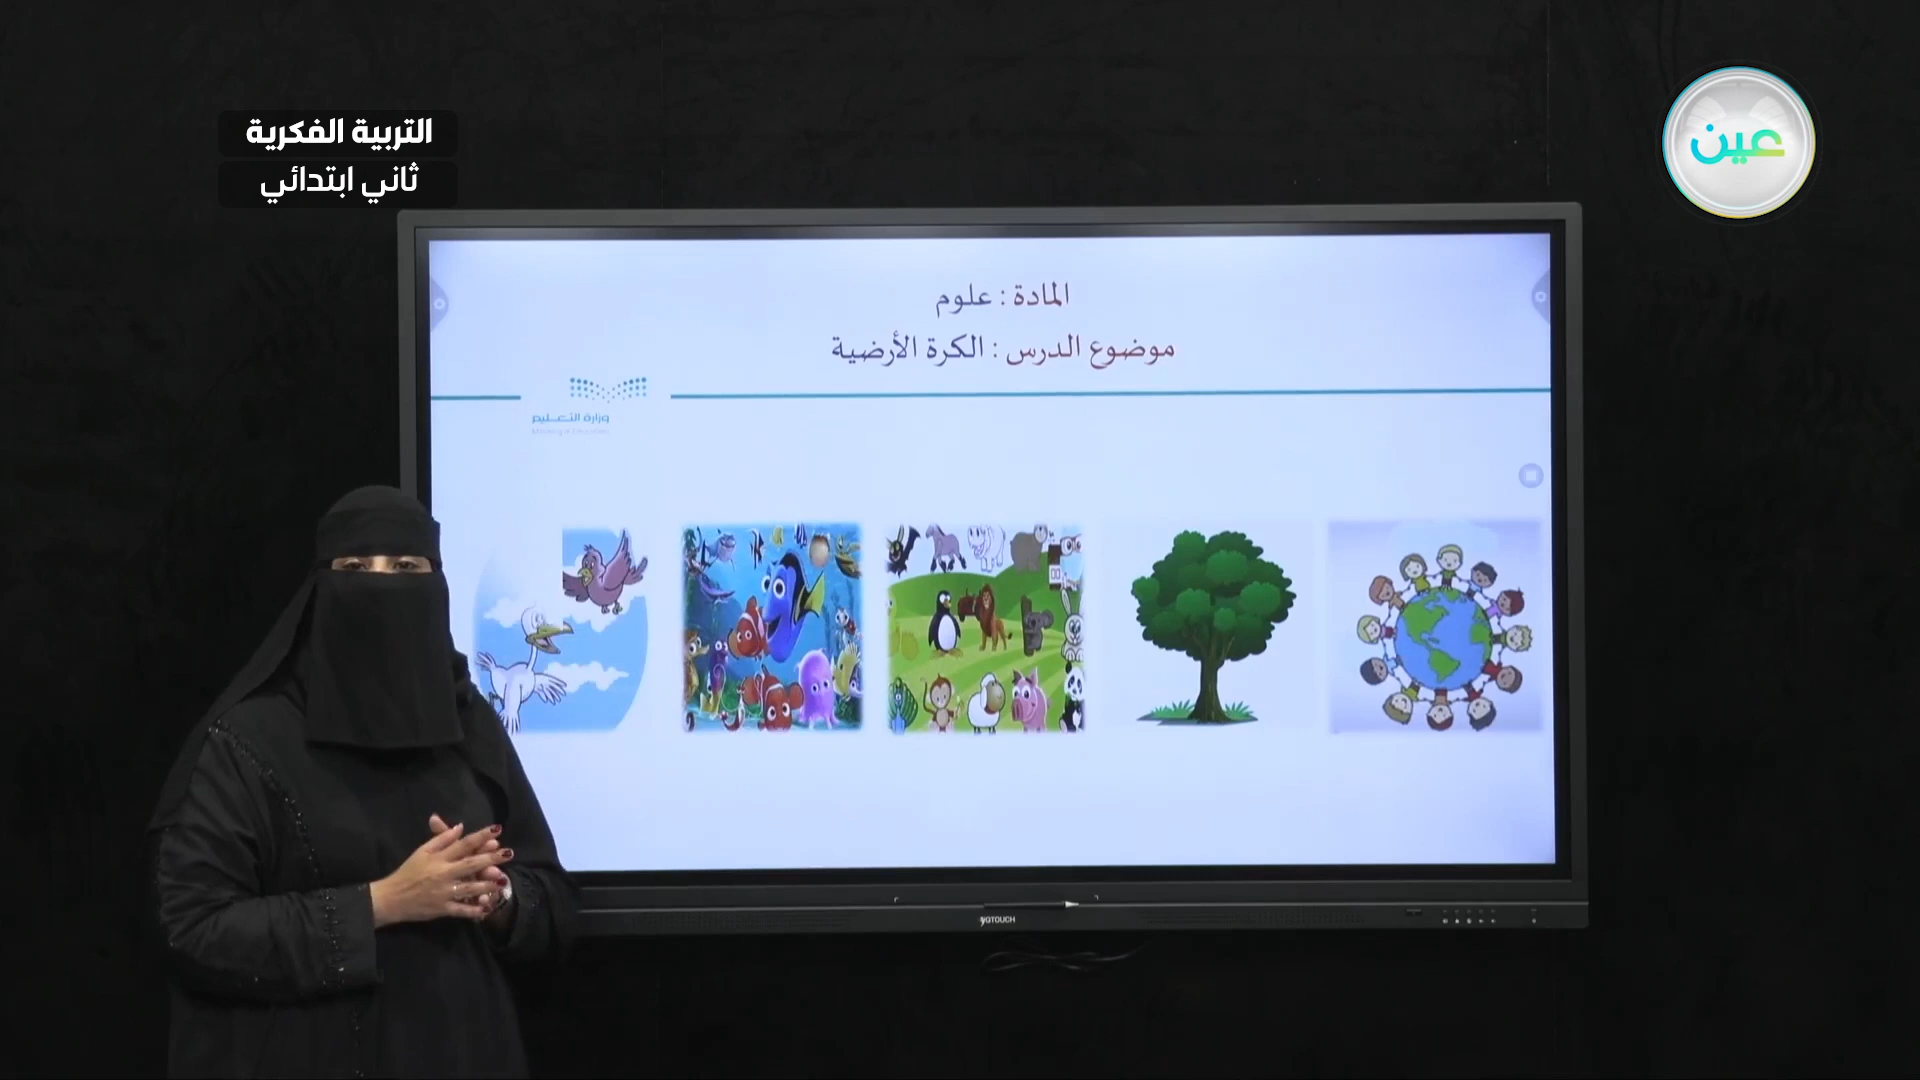 التربية الفكرية
ثاني ابتدائي
عين
المادة : علوم
موضوع الدرس : الكرة الأرضية
وزارة التعليم